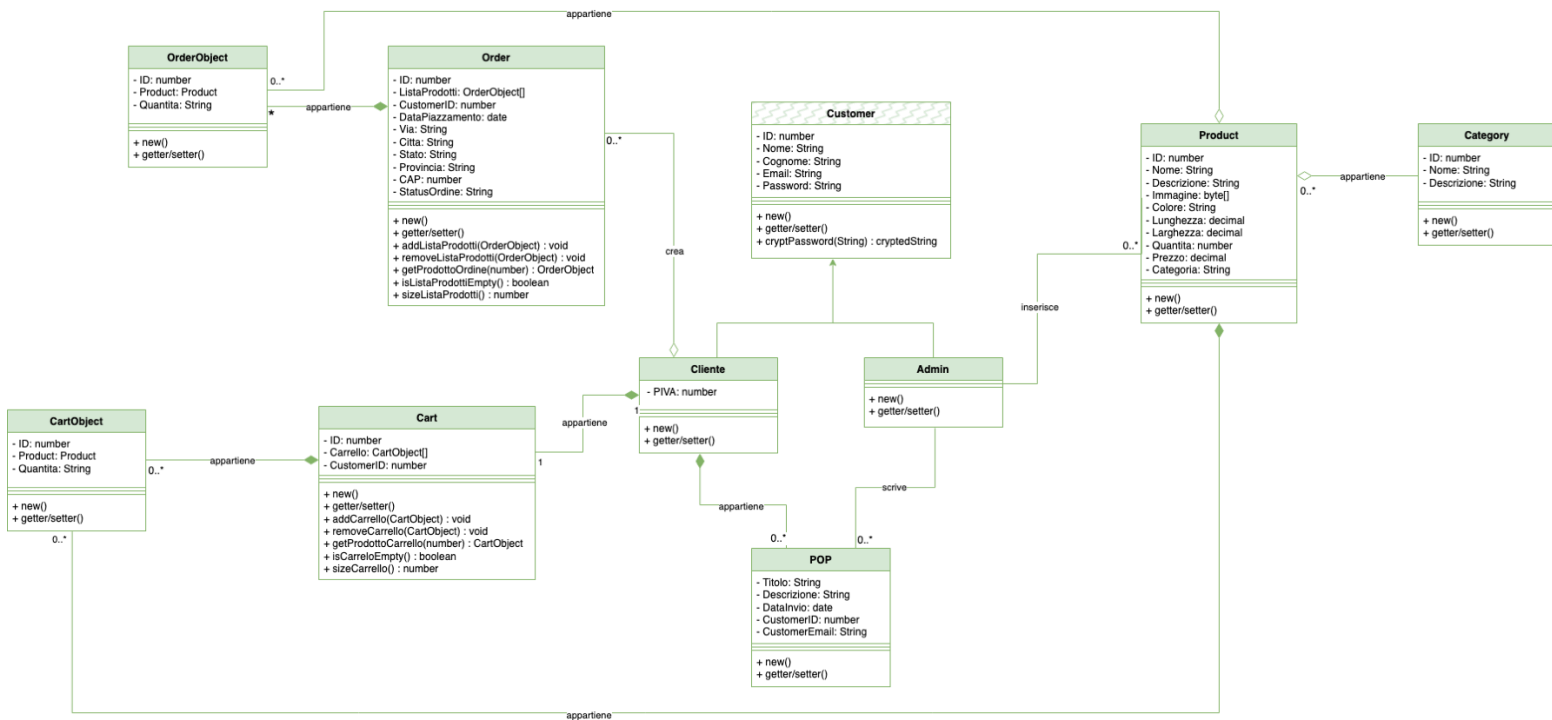 appartiene
OrderObject
- ID: number
- Product: Product
- Quantita: String
+ new()
+ getter/setter()
0..*
appartiene
*
Order
- ID: number
- ListaProdotti: OrderObject[]
- CustomerID: number
- DataPiazzamento: date
- Via: String
- Citta: String
- Stato: String
- Provincia: String
- CAP: number
- StatusOrdine: String
+ new()
+ getter/setter()
+ addListaProdotti(OrderObject) : void
+ removeListaProdotti(OrderObject) : void
+ getProdottoOrdine(number) : OrderObject
+ isListaProdottiEmpty() : boolean
+ sizeListaProdotti() : number
0..*
crea
Customer
- ID: number
- Nome: String
- Cognome: String
- Email: String
- Password: String
+ new()
+ getter/setter()
+ cryptPassword(String) : cryptedString
Product
- ID: number
- Nome: String
- Descrizione: String
- Immagine: byte[]
- Colore: String
- Lunghezza: decimal
- Larghezza: decimal
- Quantita: number
- Prezzo: decimal
- Categoria: String
+ new()
+ getter/setter()
0..*
appartiene
Category
- ID: number
- Nome: String
- Descrizione: String
+ new()
+ getter/setter()
0..*
inserisce
Cliente
- PIVA: number
+ new()
+ getter/setter()
1
Admin
+ new()
+ getter/setter()
appartiene
1
CartObject
- ID: number
- Product: Product
- Quantita: String
+ new()
+ getter/setter()
0..*
appartiene
0..*
Cart
- ID: number
- Carrello: CartObject[]
- CustomerID: number
+ new()
+ getter/setter()
+ addCarrello(CartObject) : void
+ removeCarrello(CartObject) : void
+ getProdottoCarrello(number) : CartObject
+ isCarreloEmpty() : boolean
+ sizeCarrello() : number
appartiene
scrive
0..*
0..*
POP
- Titolo: String
- Descrizione: String
- DataInvio: date
- CustomerID: number
- CustomerEmail: String
+ new()
+ getter/setter()
appartiene